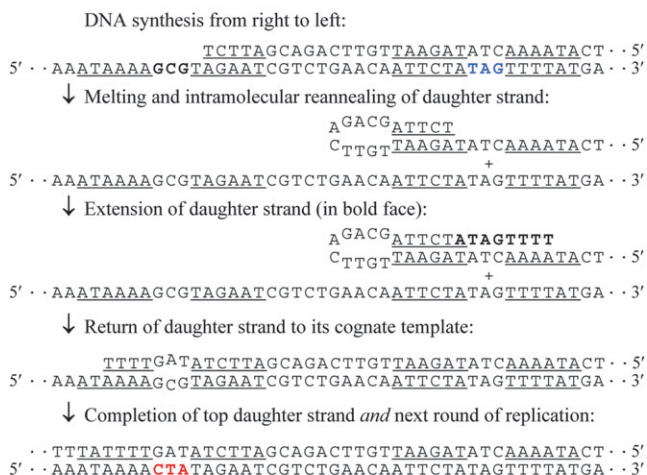 DNA synthesis from right to left:
TCTTAGCAGACTTGTTAAGATATCAAAATACT··5′
5′··AAATAAAAGCGTAGAATCGTCTGAACAATTCTATAGTTTTATGA··3′
↓ Melting and intramolecular reannealing of daughter strand:
AGACGATTCT
CTTGTTAAGATATCAAAATACT··5′
+
5′··AAATAAAAGCGTAGAATCGTCTGAACAATTCTATAGTTTTATGA··3′
↓ Extension of daughter strand (in bold face):
AGACGATTCTATAGTTTT
CTTGTTAAGATATCAAAATACT··5′
+
5′··AAATAAAAGCGTAGAATCGTCTGAACAATTCTATAGTTTTATGA··3′
↓ Return of daughter strand to its cognate template:
TTTTGATATCTTAGCAGACTTGTTAAGATATCAAAATACT··5′
5′··AAATAAAAGCGTAGAATCGTCTGAACAATTCTATAGTTTTATGA··3′
↓ Completion of top daughter strand and next round of replication:
··TTTATTTTGATATCTTAGCAGACTTGTTAAGATATCAAAATACT··5′
5′··AAATAAAACTATAGAATCGTCTGAACAATTCTATAGTTTTATGA··3′